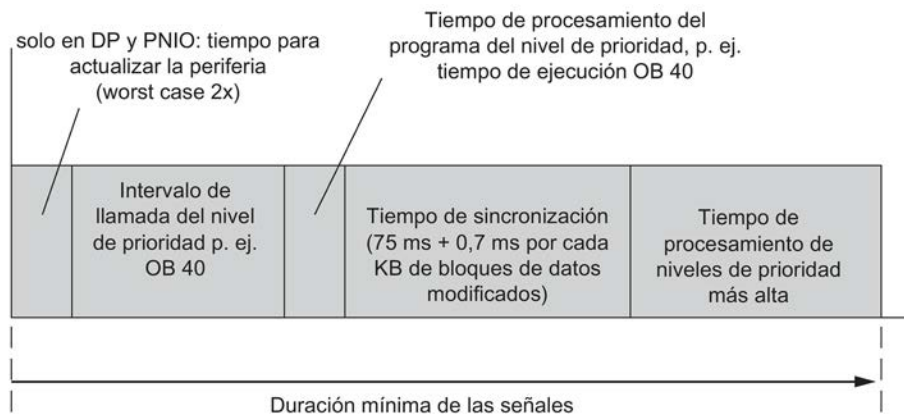 solo en DP y PNIO: tiempo para
actualizar la periferia
(worst case 2x)
Tiempo de procesamiento del
programa del nivel de prioridad, p. ej.
tiempo de ejecución OB 40
Intervalo de
llamada del nivel
de prioridad p. ej.
OB 40
Tiempo de sincronización
(75 ms + 0,7 ms por cada
KB de bloques de datos
modificados)
Tiempo de
procesamiento de
niveles de prioridad
más alta
Duración mínima de las señales